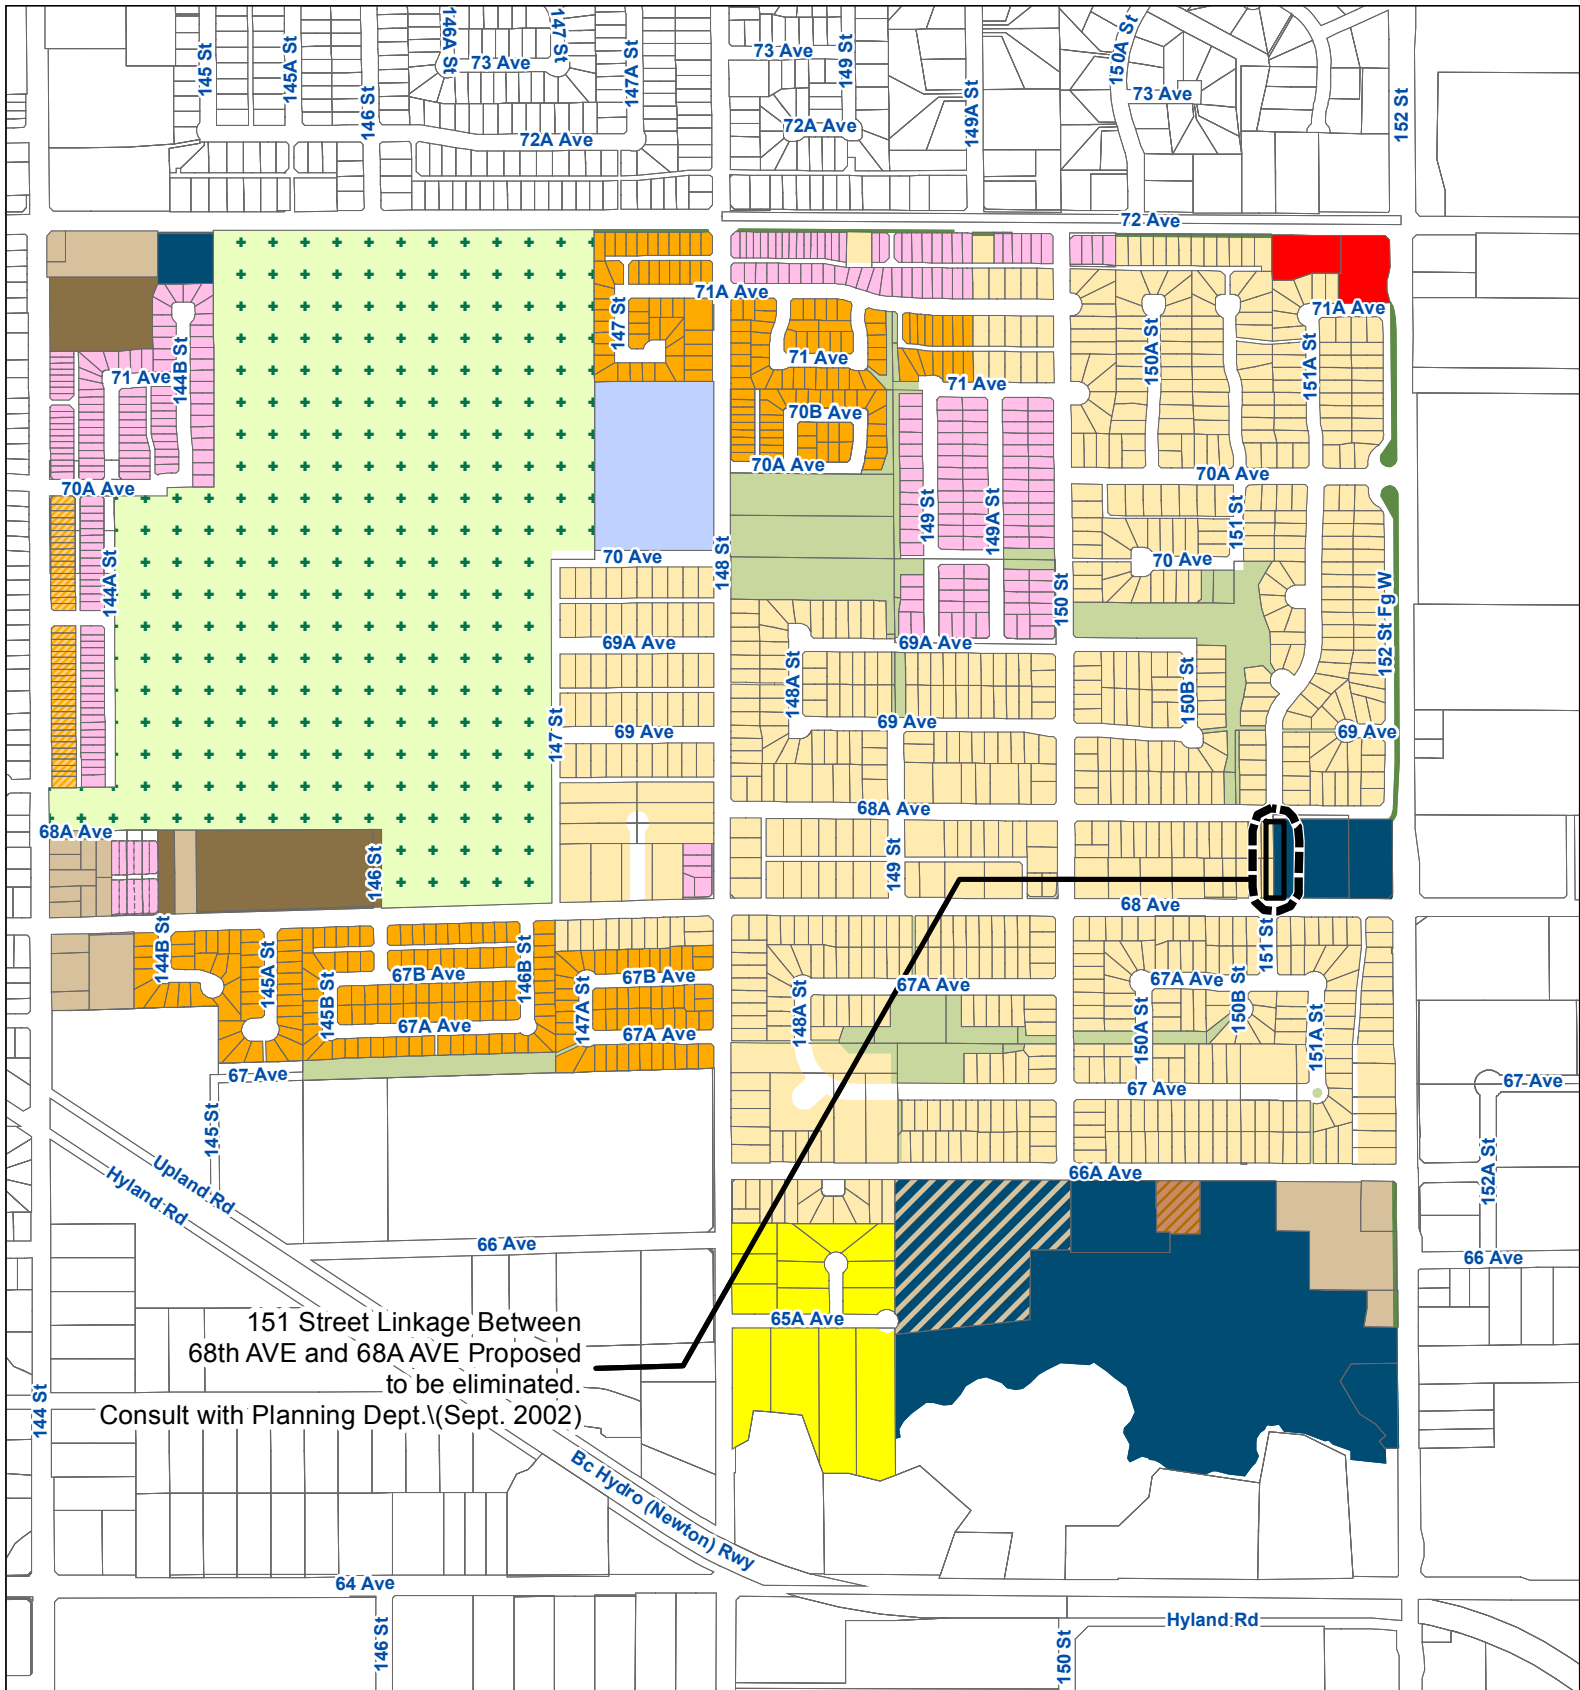 145 St
145A St
146 St
146A St
73 Ave
147 St
147A St
72A Ave
73 Ave
149 St
72A Ave
149A St
150A St
73 Ave
152 St
72 Ave
71A Ave
147 St
71 Ave
144B St
71 Ave
70B Ave
71 Ave
70A Ave
150A St
151A St
71A Ave
70A Ave
70A Ave
149 St
149A St
151 St
144A St
70 Ave
148 St
70 Ave
150 St
152 St Fg W
69A Ave
69A Ave
148A St
150B St
147 St
69 Ave
69 Ave
69 Ave
68A Ave
68A Ave
146 St
149 St
68 Ave
144B St
145A St
145B St
67B Ave
146B St
147A St
67B Ave
67A Ave
67A Ave
148A St
67A Ave
151 St
67A Ave
150B St
150A St
151A St
67 Ave
67 Ave
67 Ave
145 St
Upland Rd
Hyland Rd
66A Ave
152A St
66 Ave
66 Ave
65A Ave
151 Street Linkage Between
68th AVE and 68A AVE Proposed
to be eliminated.
Consult with Planning Dept.\(Sept. 2002)
144 St
Bc Hydro (Newton) Rwy
64 Ave
146 St
150 St
Hyland Rd